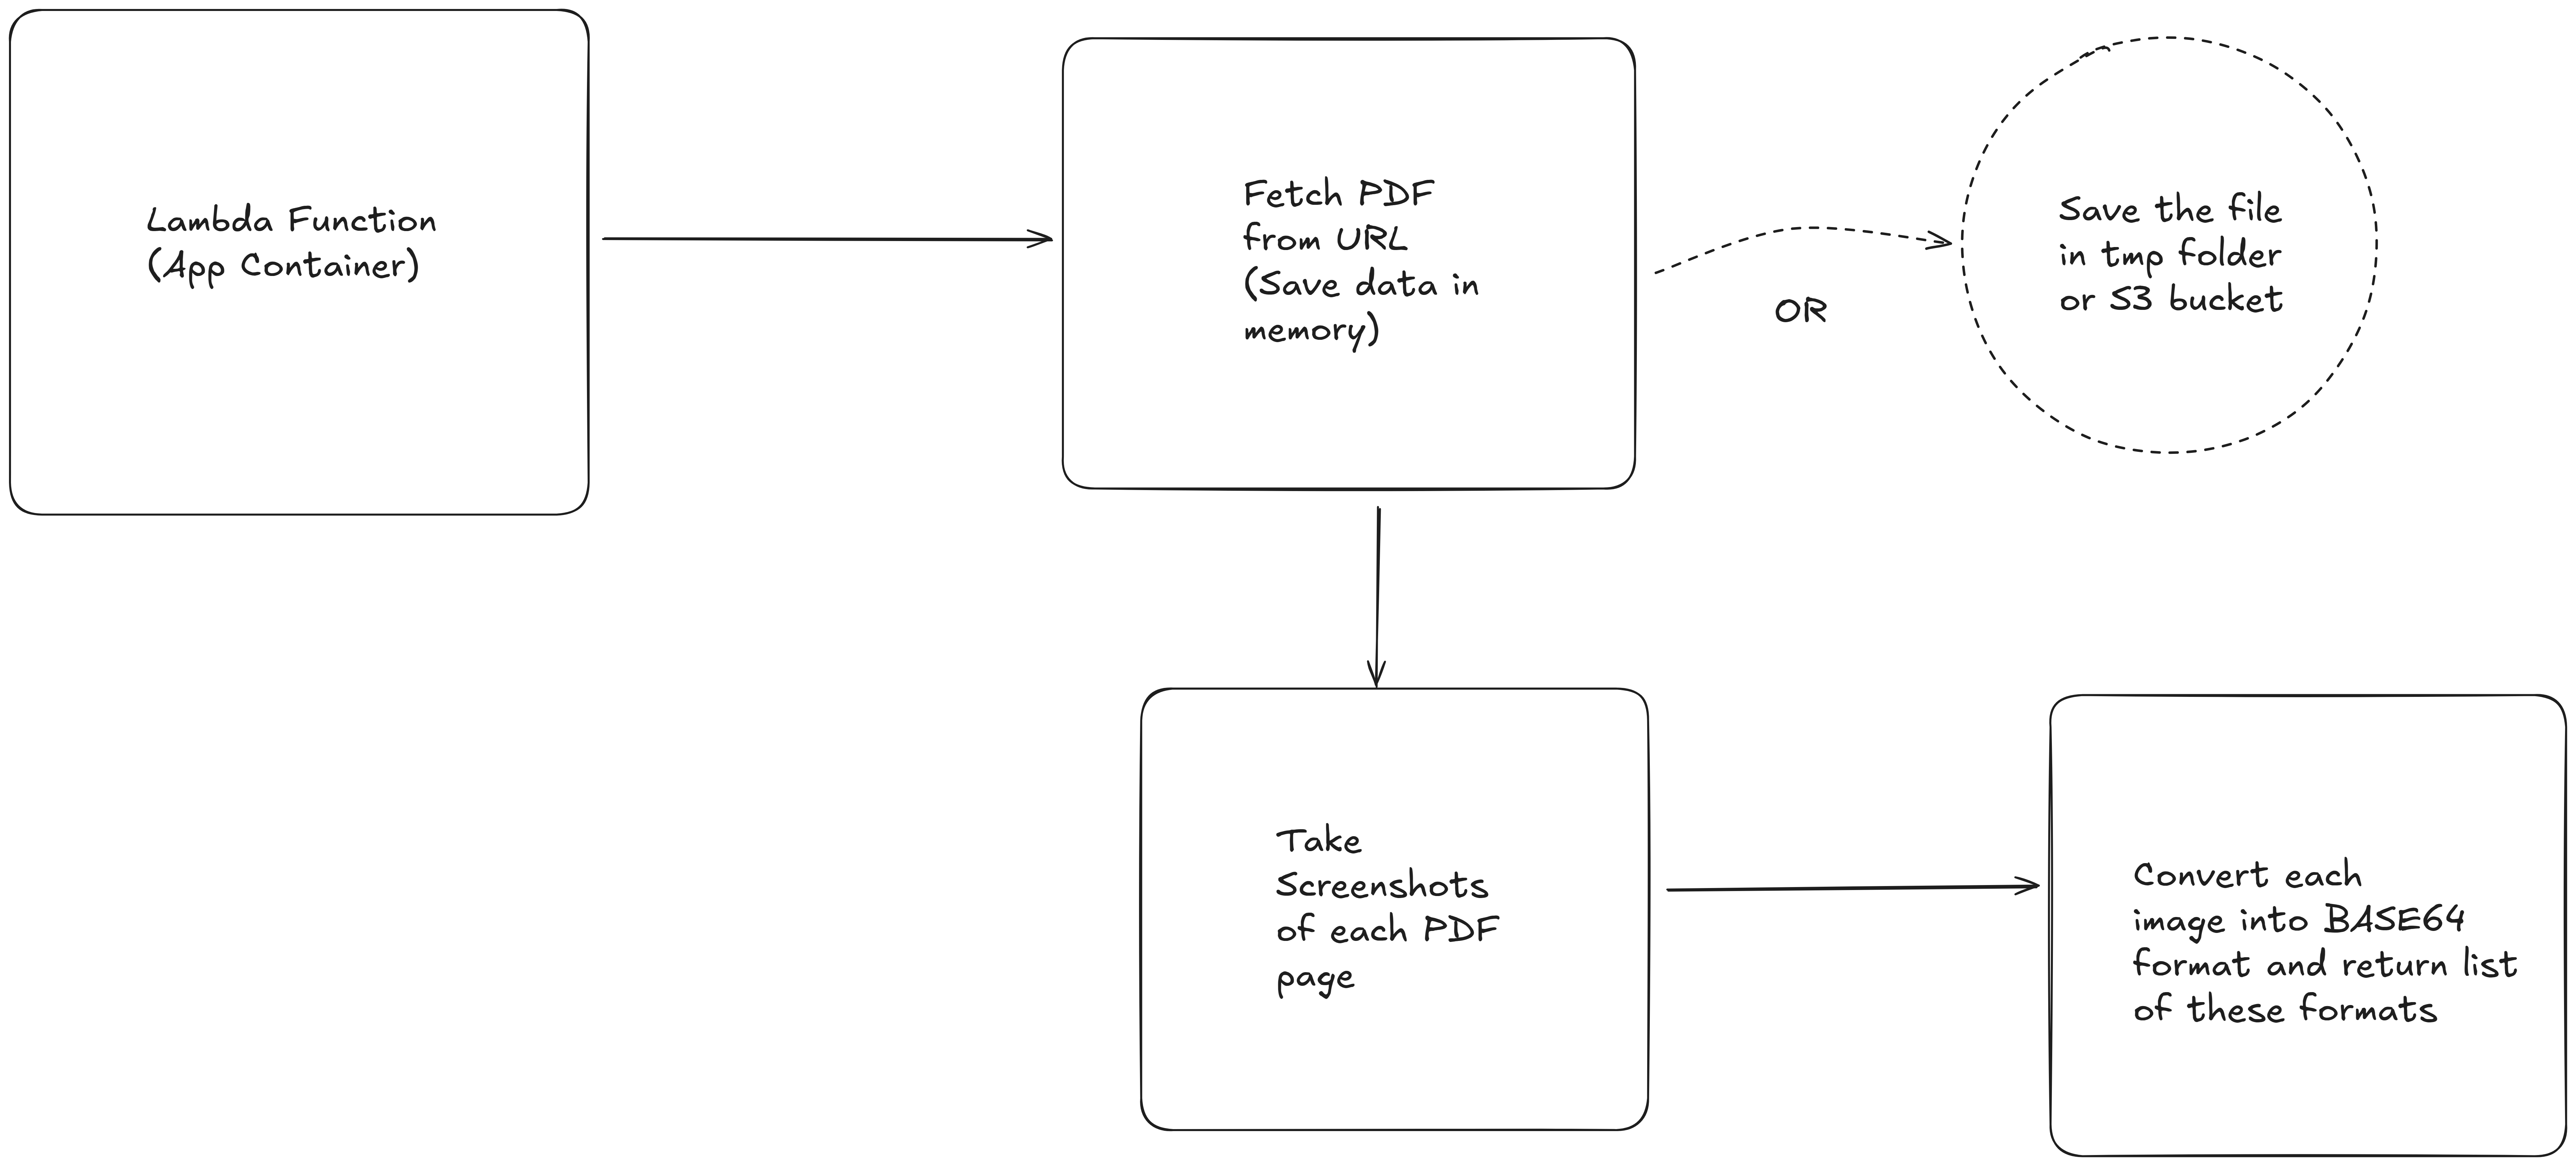 Lambda Function
(App Container)
Fetch PDF
from URL
(Save data in
memory)
OR
Save the file
in tmp folder
or S3 bucket
Take
Screenshots
of each PDF
page
Convert each
image into BASE64
format and return list
of these formats